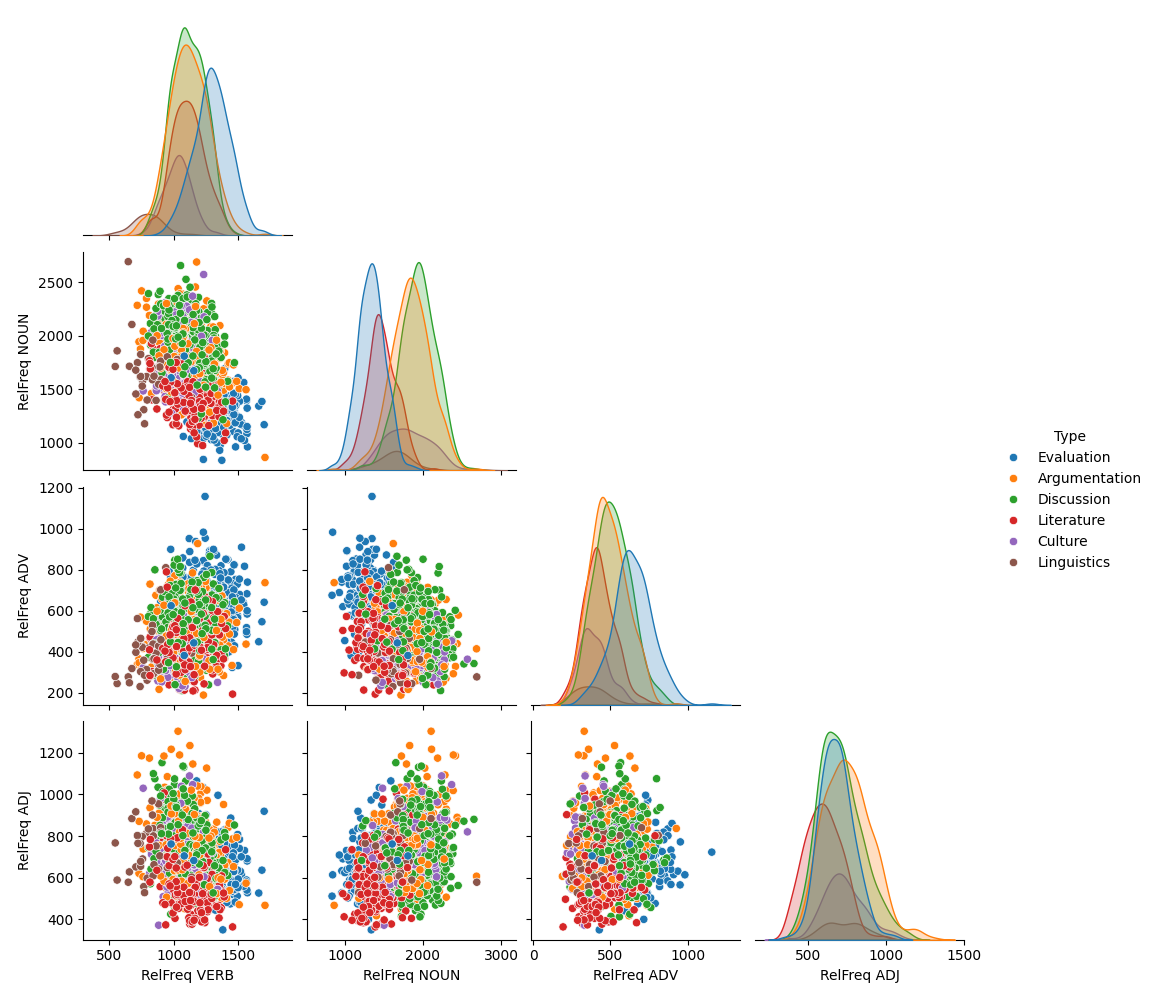 RelFreq NOUN
2500
2000
1500
1000
RelFreq ADV
1200
1000
800
600
400
200
RelFreq ADJ
1200
1000
800
600
400
500 1000 1500
RelFreq VERB
1000 2000 3000
RelFreq NOUN
0 500 1000
RelFreq ADV
500 1000 1500
RelFreq ADJ
Type
Evaluation
Argumentation
Discussion
Literature
Culture
Linguistics